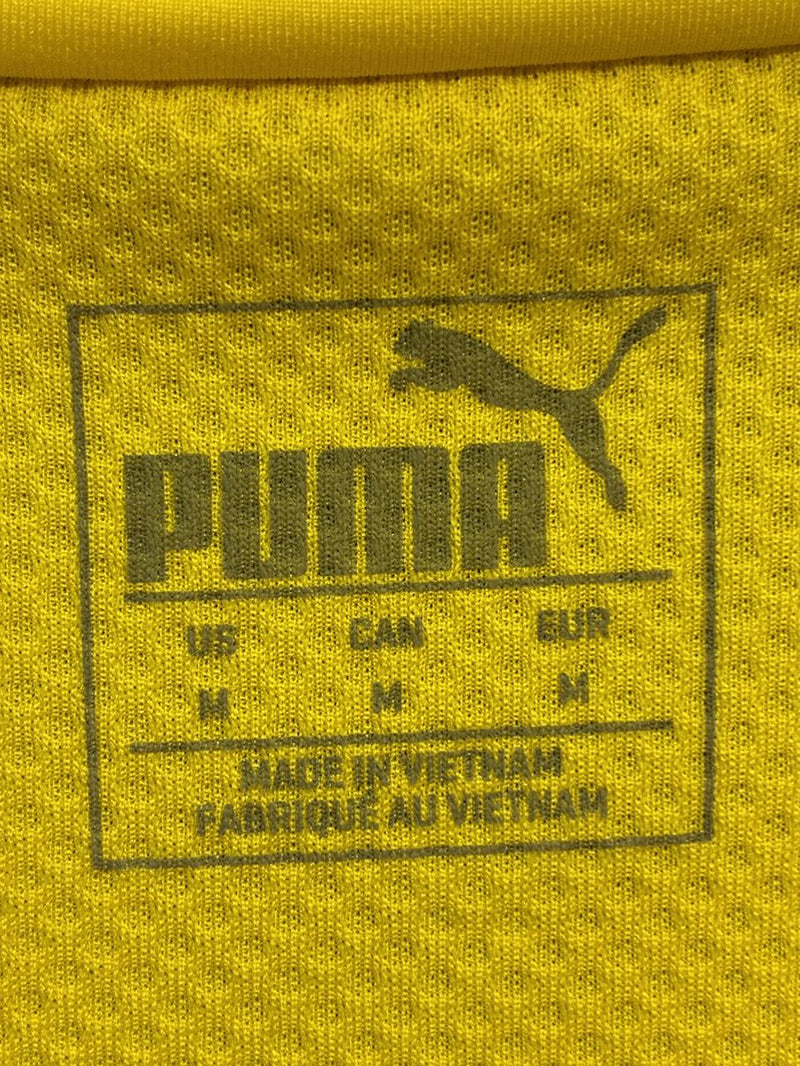 PUMA
US CAN EUR
M M M
MADE IN VIETNAM
FABRIQUÉ AU VIETNAM